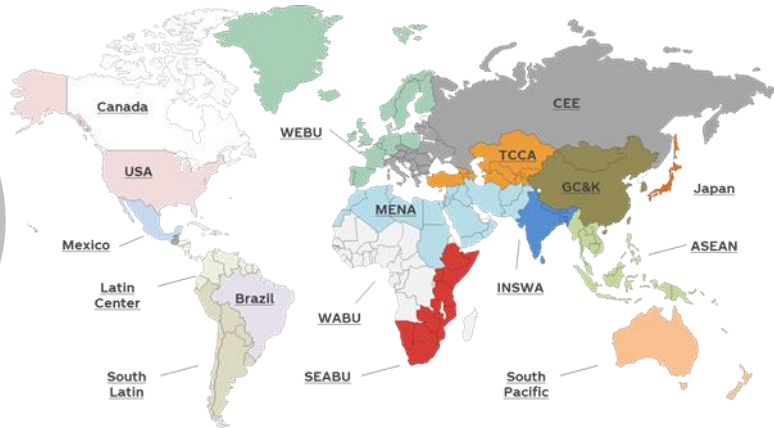 Canada
CEE
WEBU
TCCA
USA
GC&K
Japan
MENA
Mexico
ASEAN
Latin
Center
INSWA
Brazil
WABU
SEABU
South
Latin
South
Pacific